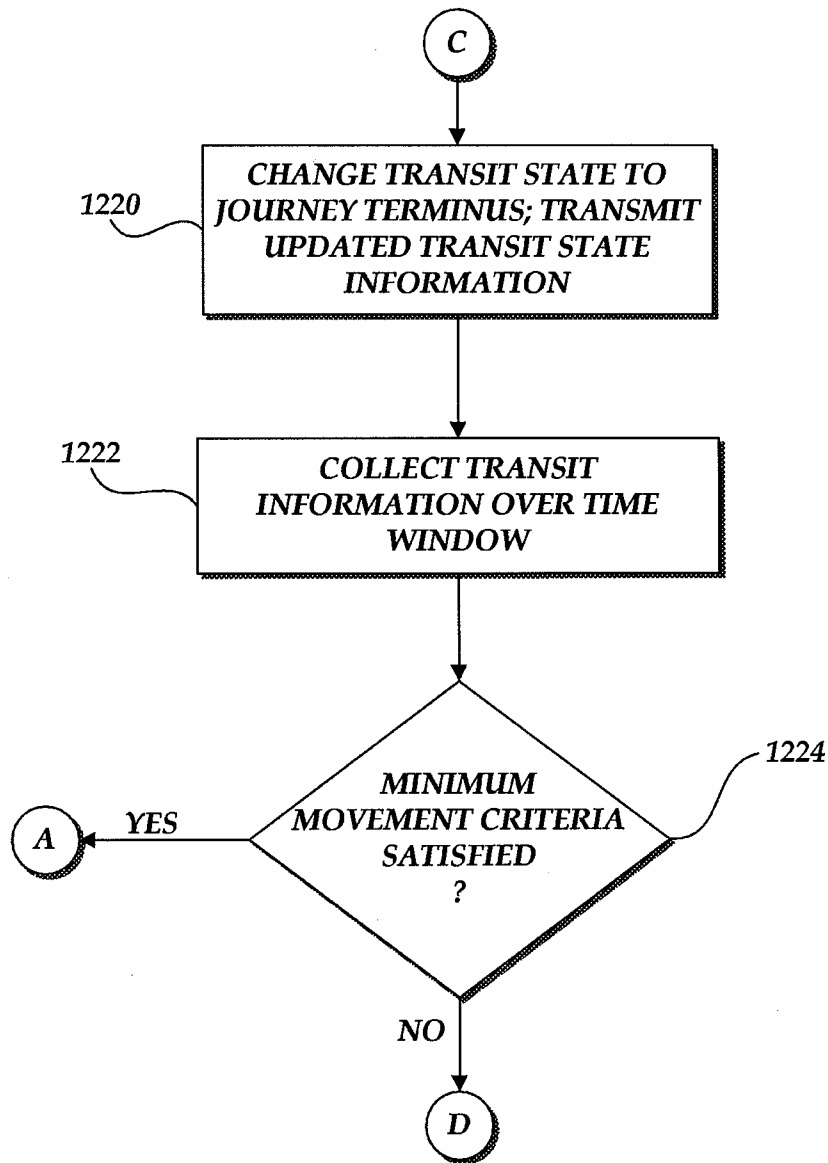 C
1220
CHANGE TRANSIT STATE TO
JOURNEY TERMINUS; TRANSMIT
UPDATED TRANSIT STATE
INFORMATION
1222
COLLECT TRANSIT
INFORMATION OVER TIME
WINDOW
1224
MINIMUM
MOVEMENT CRITERIA
SATISFIED
?
YES
A
NO
D